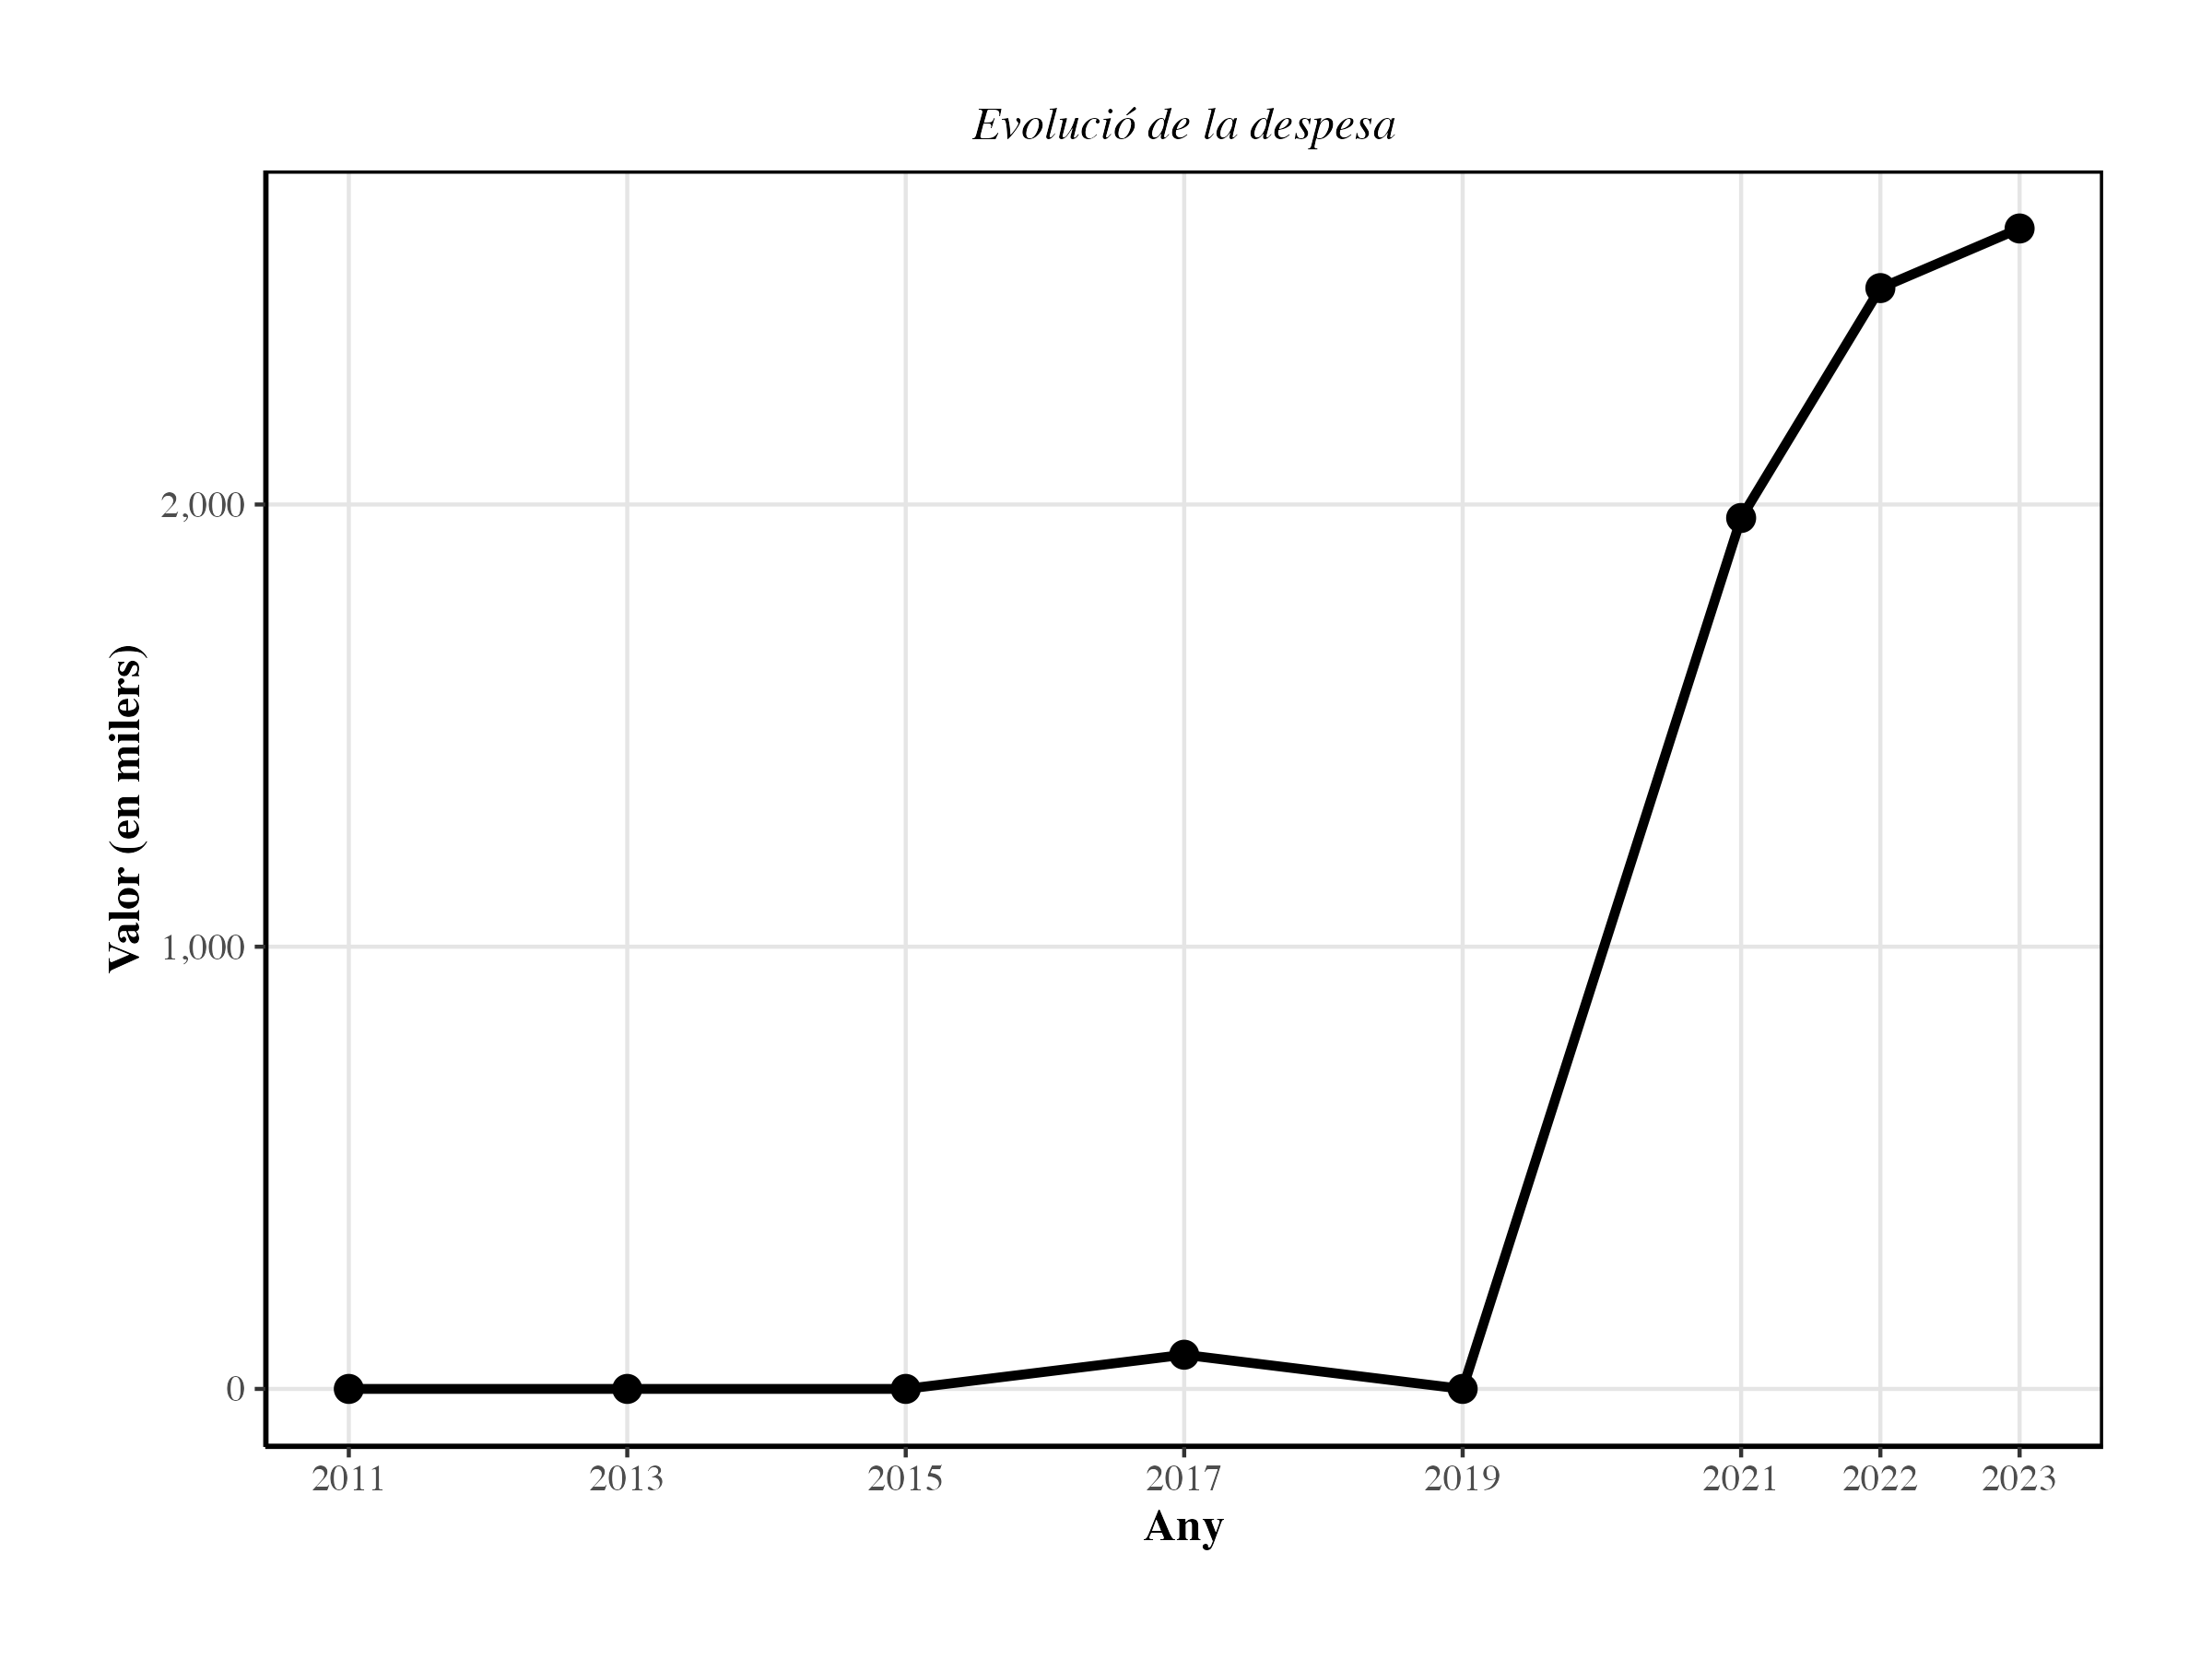 Evolució de la despesa
Valor (en milers)
2,000
1,000
0
2011 2013 2015 2017 2019 2021 2022 2023
Any